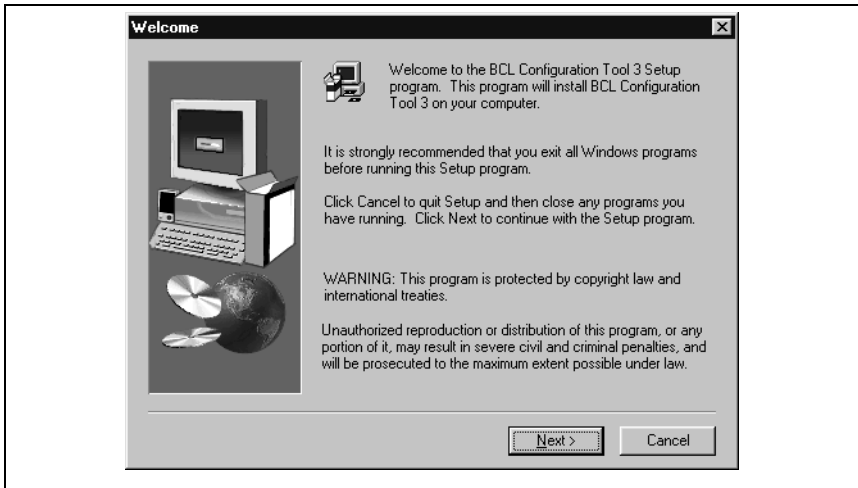 Welcome
Welcome to the BCL Configuration Tool 3 Setup
program. This program will install BCL Configuration
Tool 3 on your computer.
It is strongly recommended that you exit all Windows programs
before running this Setup program.
Click Cancel to quit Setup and then close any programs you
have running. Click Next to continue with the Setup program.
WARNING: This program is protected by copyright law and
international treaties.
Unauthorized reproduction or distribution of this program, or any
portion of it, may result in severe civil and criminal penalties, and
will be prosecuted to the maximum extent possible under law.
Next >
Cancel